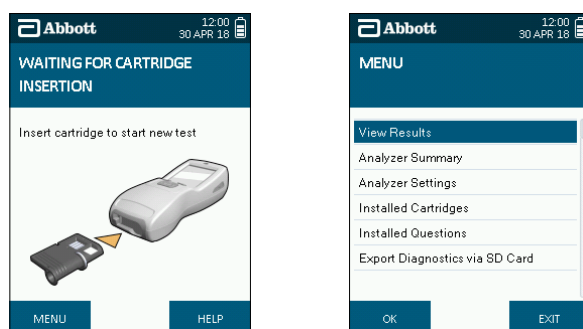 Abbott
12:00
30 APR 18
WAITING FOR CARTRIDGE
INSERTION
Insert cartridge to start new test
MENU
HELP
Abbott
12:00
30 APR 18
MENU
View Results
Analyzer Summary
Analyzer Settings
Installed Cartridges
Installed Questions
Export Diagnostics via SD Card
OK
EXIT